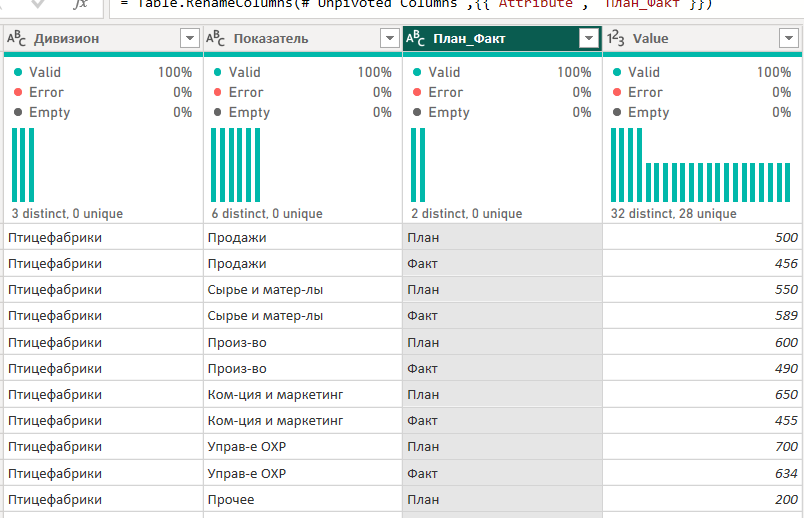 = Table.RenameColumns(#"Unpivoted Columns",{{"Attribute", "План_Факт"}})
ABC Дивизион ABC Показатель ABC План_Факт 123 Value
Valid 100% Valid 100% Valid 100% Valid 100%
Error 0% Error 0% Error 0% Error 0%
Empty 0% Empty 0% Empty 0% Empty 0%
3 distinct, 0 unique 6 distinct, 0 unique 2 distinct, 0 unique 32 distinct, 28 unique
Птицефабрики Продажи План 500
Птицефабрики Продажи Факт 456
Птицефабрики Сырье и матер-лы План 550
Птицефабрики Сырье и матер-лы Факт 589
Птицефабрики Произ-во План 600
Птицефабрики Произ-во Факт 490
Птицефабрики Ком-ция и маркетинг План 650
Птицефабрики Ком-ция и маркетинг Факт 455
Птицефабрики Управ-е ОХР План 700
Птицефабрики Управ-е ОХР Факт 634
Птицефабрики Прочее План 200